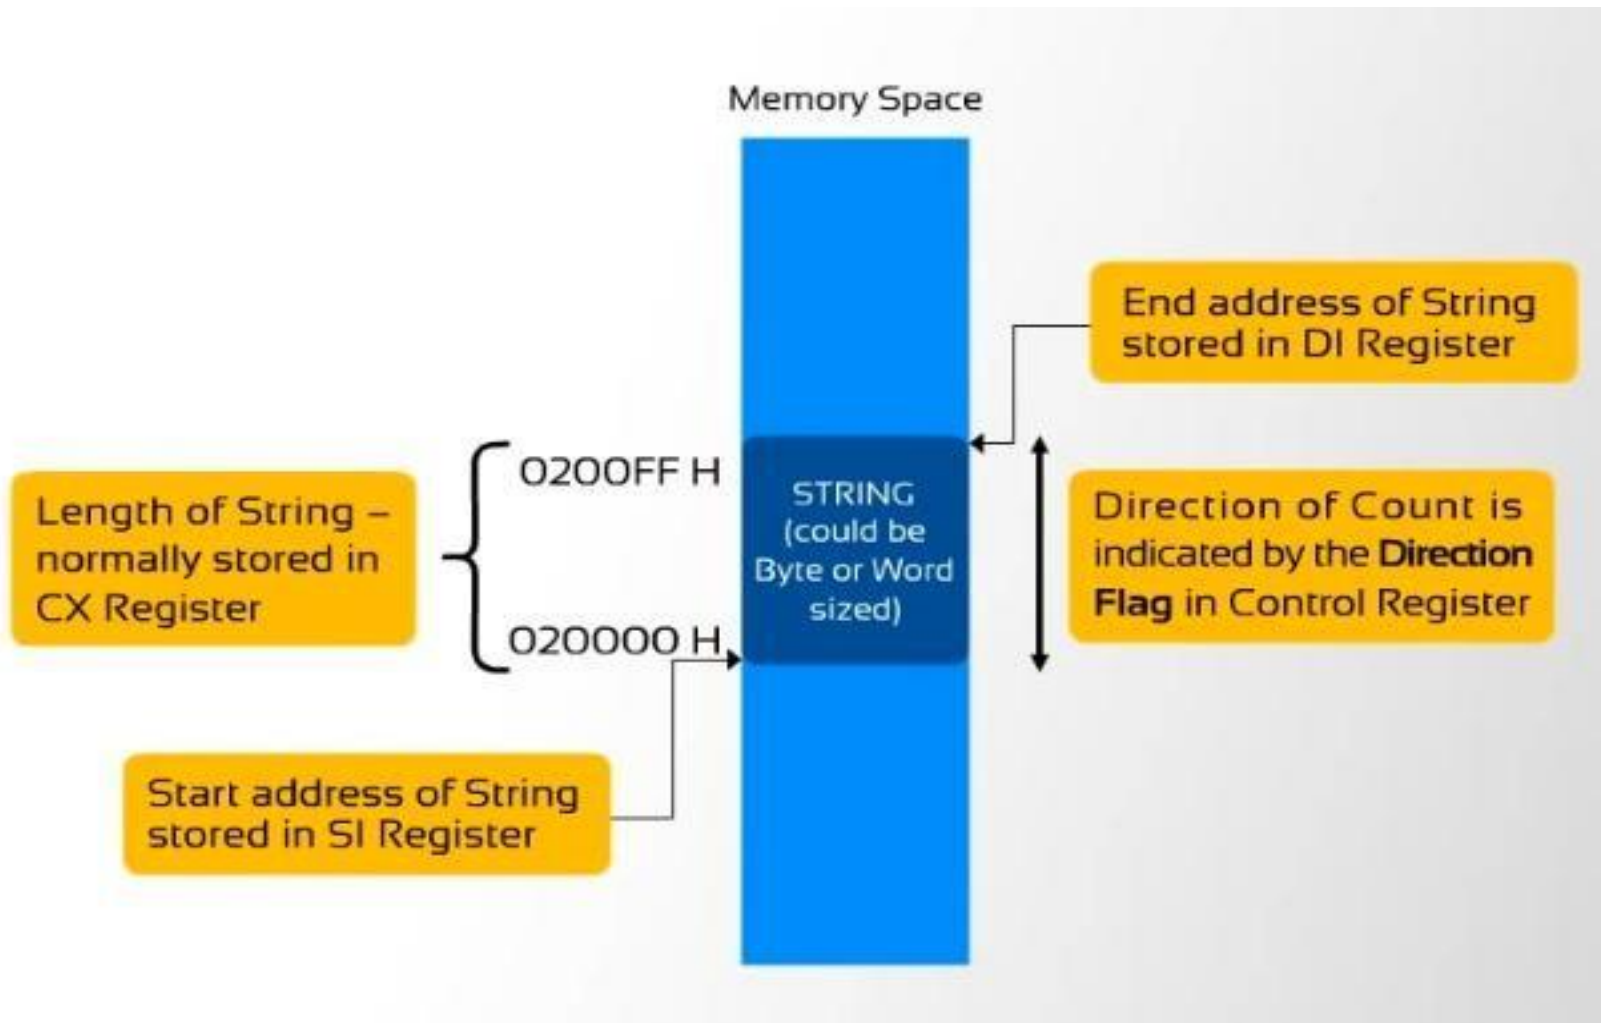 Memory Space
End address of String
stored in DI Register
0200FF H
Length of String –
normally stored in
CX Register
STRING
(could be
Byte or Word
sized)
Direction of Count is
indicated by the Direction
Flag in Control Register
020000 H
Start address of String
stored in SI Register